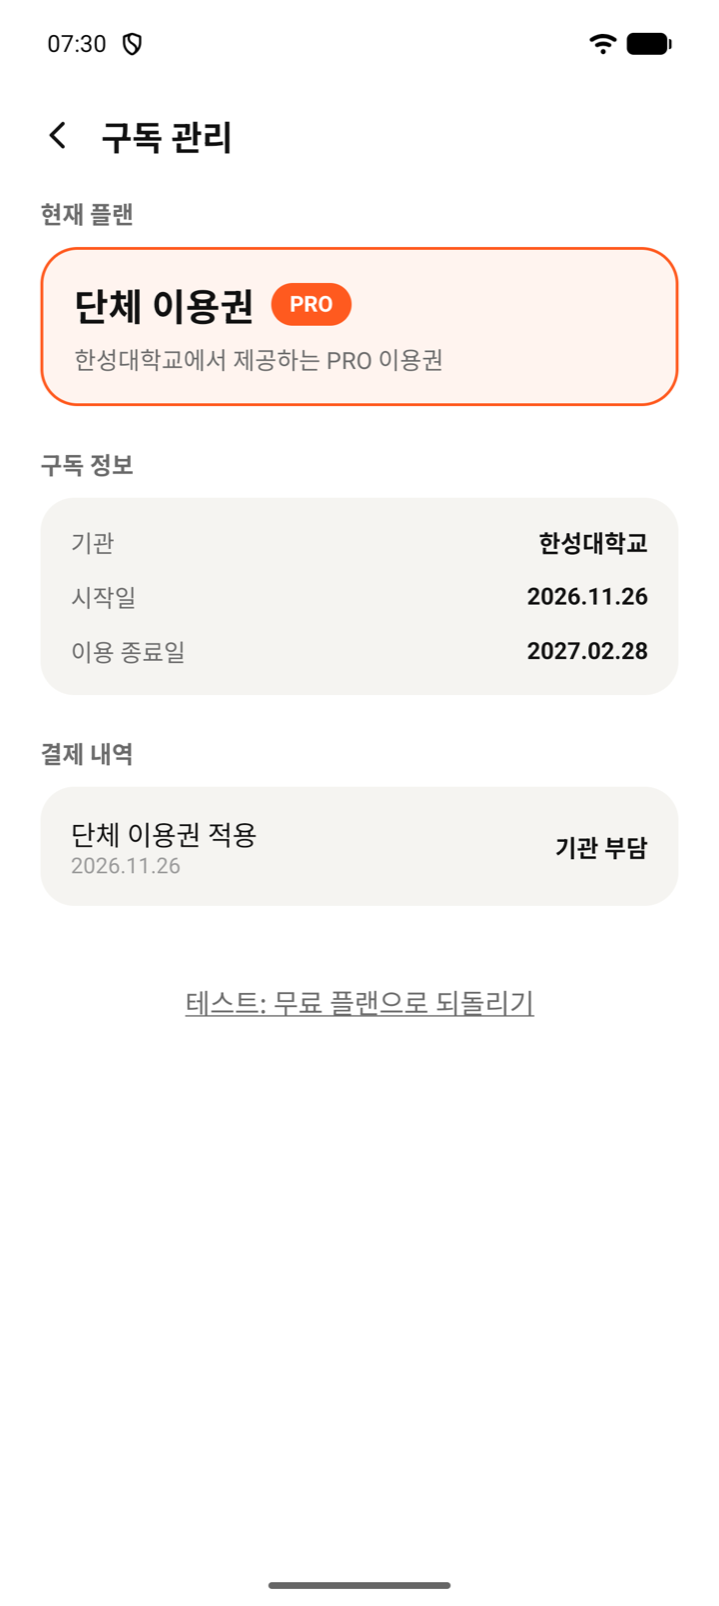 07:30
구독 관리
현재 플랜
단체 이용권 PRO
한성대학교에서 제공하는 PRO 이용권
구독 정보
기관 한성대학교
시작일 2026.11.26
이용 종료일 2027.02.28
결제 내역
단체 이용권 적용
2026.11.26
기관 부담
테스트: 무료 플랜으로 되돌리기